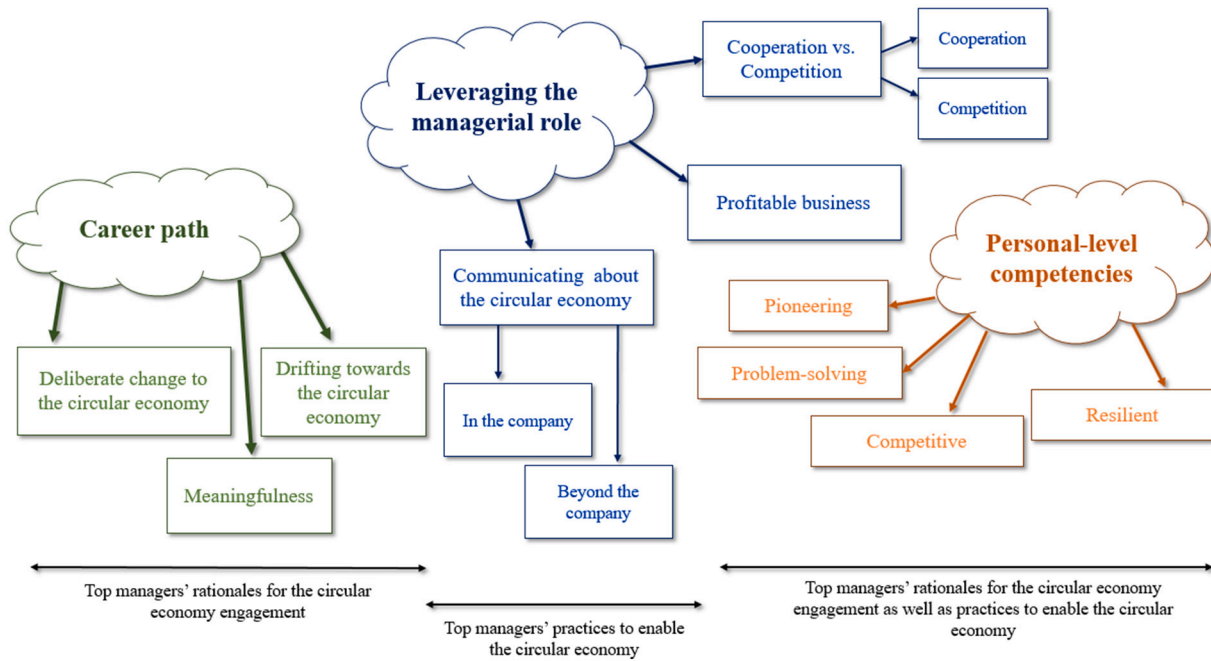 Career path
Deliberate change to
the circular economy
Drifting towards
the circular
economy
Meaningfulness
Leveraging the
managerial role
Cooperation vs.
Competition
Cooperation
Competition
Profitable business
Communicating about
the circular economy
In the company
Beyond the
company
Personal-level
competencies
Pioneering
Problem-solving
Competitive
Resilient
Top managers’ rationales for the circular
economy engagement
Top managers’ practices to enable
the circular economy
Top managers’ rationales for the circular economy
engagement as well as practices to enable the circular
economy